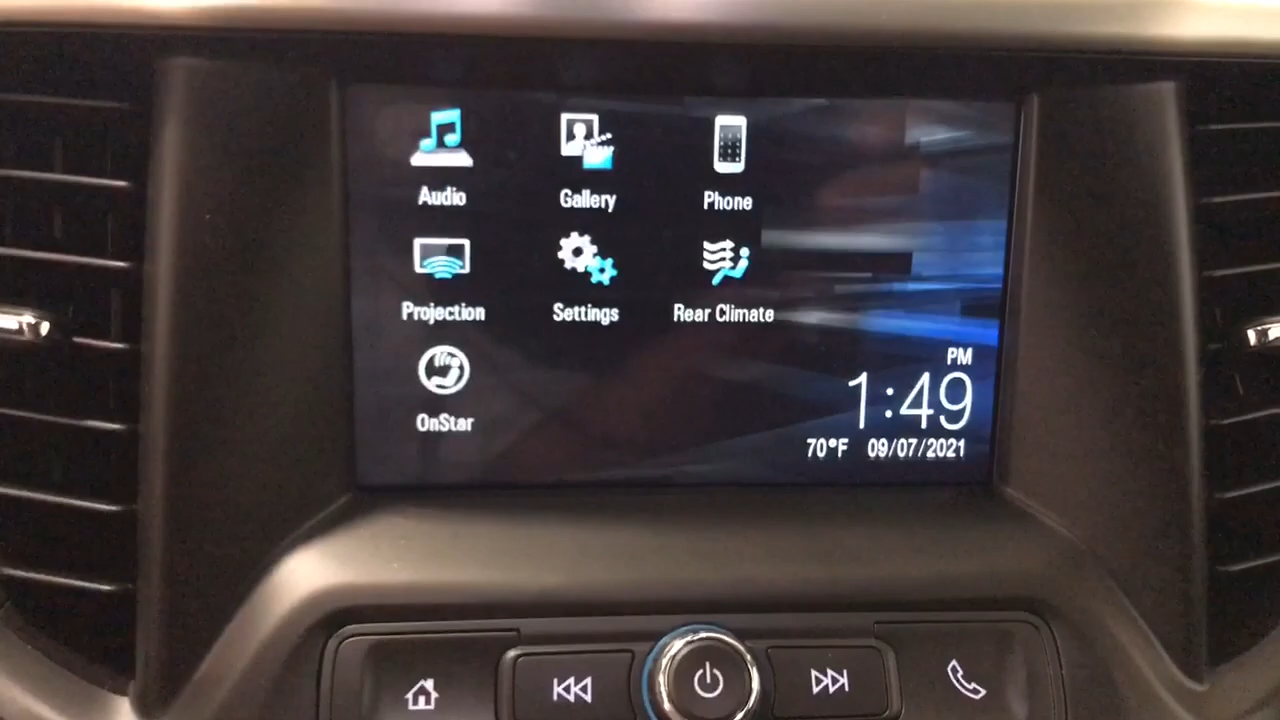 Audio
Gallery
Phone
Projection
Settings
Rear Climate
OnStar
PM
1:49
70°F 09/07/2021